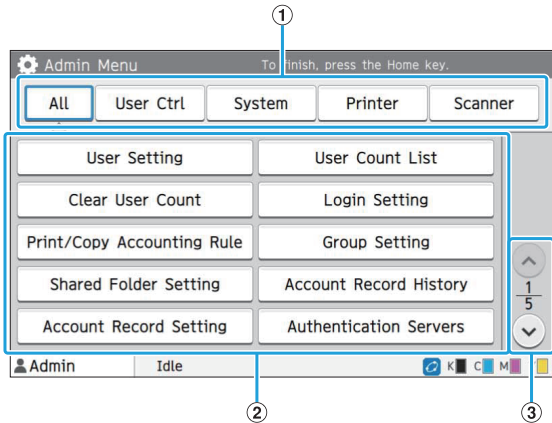 ①
Admin Menu To finish, press the Home key.
All User Ctrl System Printer Scanner
User Setting User Count List
Clear User Count Login Setting
Print/Copy Accounting Rule Group Setting
Shared Folder Setting Account Record History
1
5
Account Record Setting Authentication Servers
Admin Idle K C M
② ③